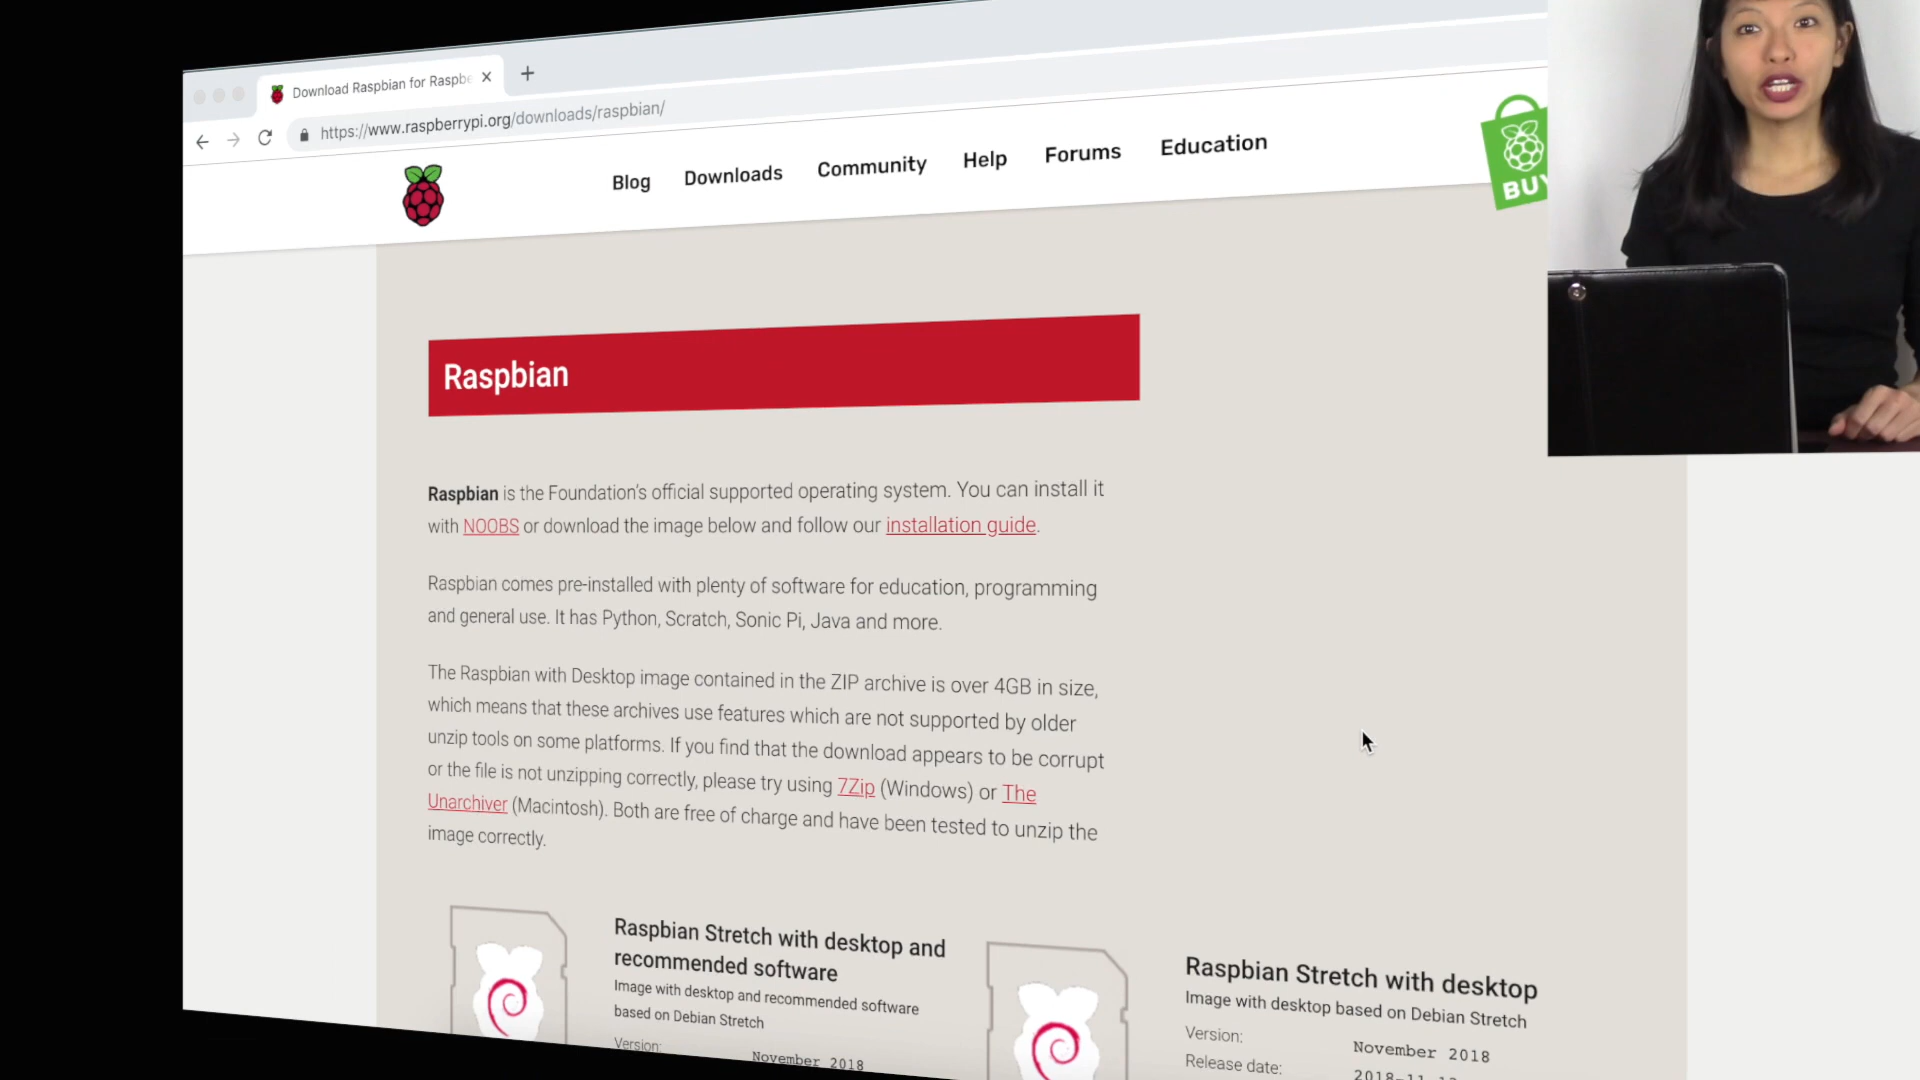 Download Raspbian for Raspbe
https://www.raspberrypi.org/downloads/raspbian/
Blog Downloads Community Help Forums Education
BUY
Raspbian
Raspbian is the Foundation's official supported operating system. You can install it
with NOOBS or download the image below and follow our installation guide.
Raspbian comes pre-installed with plenty of software for education, programming
and general use. It has Python, Scratch, Sonic Pi, Java and more.
The Raspbian with Desktop image contained in the ZIP archive is over 4GB in size,
which means that these archives use features which are not supported by older
unzip tools on some platforms. If you find that the download appears to be corrupt
or the file is not unzipping correctly, please try using 7Zip (Windows) or The
Unarchiver (Macintosh). Both are free of charge and have been tested to unzip the
image correctly.
Raspbian Stretch with desktop and
recommended software
Image with desktop and recommended software
based on Debian Stretch
Version: November 2018
Raspbian Stretch with desktop
Image with desktop based on Debian Stretch
Version: November 2018
Release date: